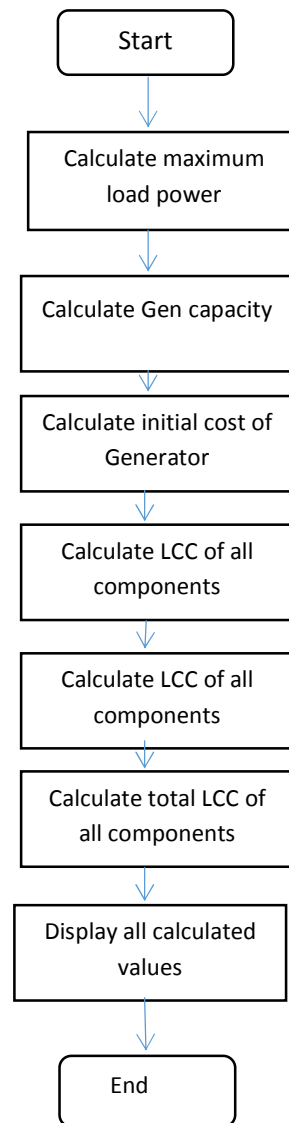 Start
Calculate maximum
load power
Calculate Gen capacity
Calculate initial cost of
Generator
Calculate LCC of all
components
Calculate LCC of all
components
Calculate total LCC of
all components
Display all calculated
values
End